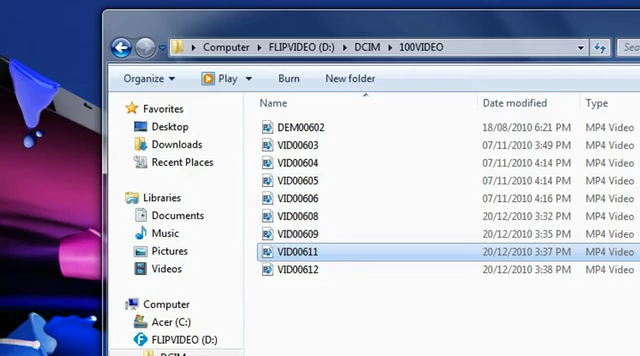 Computer FLIPVIDEO (D:) DCIM 100VIDEO Sea
Organize Play Burn New folder
Name Date modified Type
Favorites
Desktop
Downloads
Recent Places
Libraries
Documents
Music
Pictures
Videos
Computer
Acer (C:)
FLIPVIDEO (D:)
DCIM
DEM00602 18/08/2010 6:21 PM MP4 Video
VID00603 07/11/2010 3:49 PM MP4 Video
VID00604 07/11/2010 4:14 PM MP4 Video
VID00605 07/11/2010 4:14 PM MP4 Video
VID00606 07/11/2010 4:16 PM MP4 Video
VID00608 20/12/2010 3:32 PM MP4 Video
VID00609 20/12/2010 3:35 PM MP4 Video
VID00611 20/12/2010 3:37 PM MP4 Video
VID00612 20/12/2010 3:38 PM MP4 Video